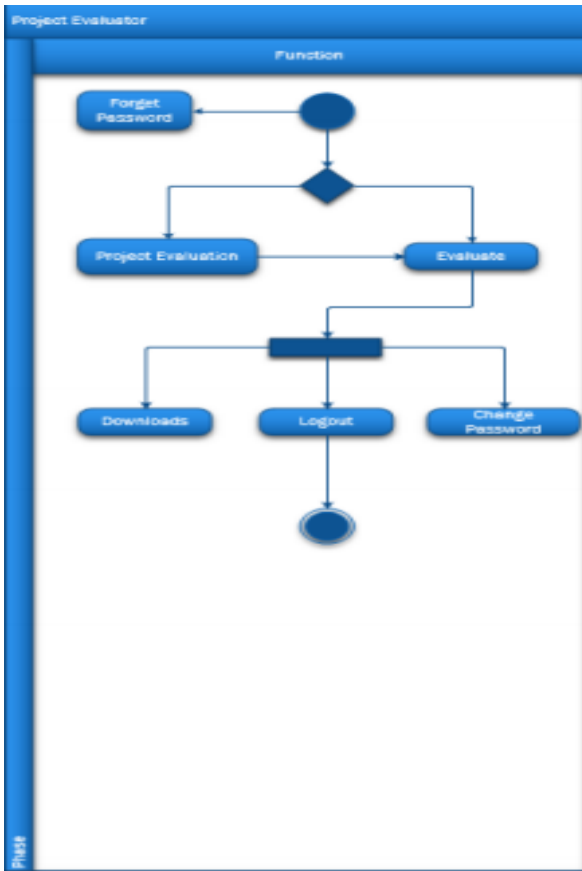 Project Evaluator
Function
Forget
Password
Project Evaluation
Evaluate
Downloads
Logout
Change
Password
Phase